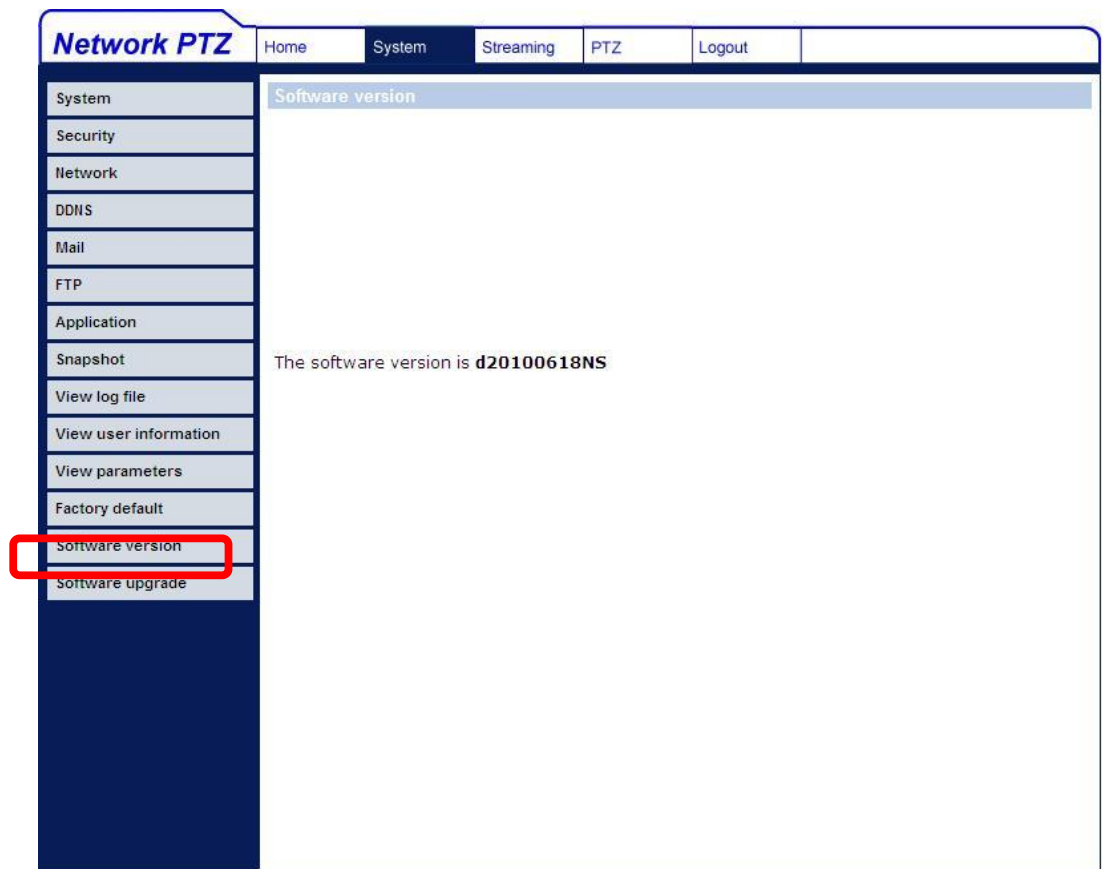 Network PTZ
Home System Streaming PTZ Logout
System
Security
Network
DDNS
Mail
FTP
Application
Snapshot
View log file
View user information
View parameters
Factory default
Software version
Software upgrade
Software version
The software version is d20100618NS